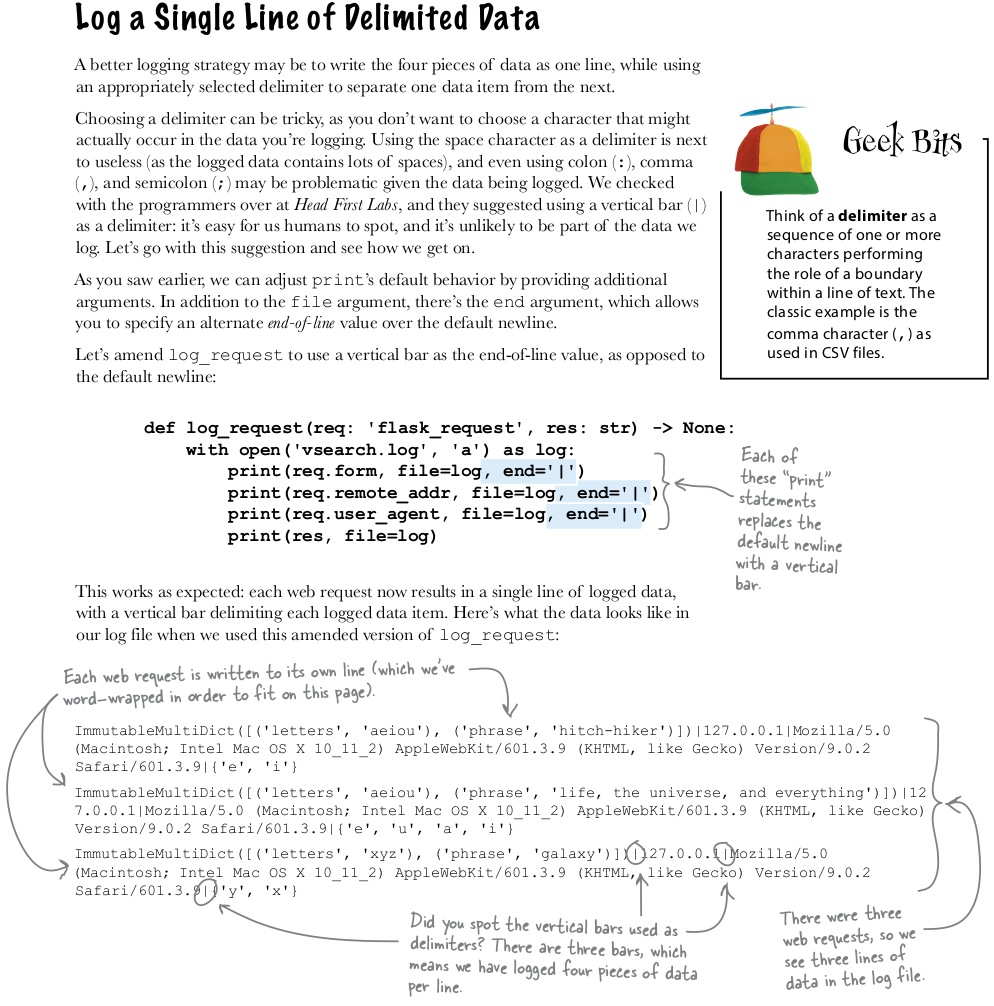 Log a Single Line of Delimited Data
A better logging strategy may be to write the four pieces of data as one line, while using
an appropriately selected delimiter to separate one data item from the next.
Choosing a delimiter can be tricky, as you don’t want to choose a character that might
actually occur in the data you’re logging. Using the space character as a delimiter is next
to useless (as the logged data contains lots of spaces), and even using colon (:), comma
(,), and semicolon (;) may be problematic given the data being logged. We checked
with the programmers over at Head First Labs, and they suggested using a vertical bar (|)
as a delimiter: it’s easy for us humans to spot, and it’s unlikely to be part of the data we
log. Let’s go with this suggestion and see how we get on.
As you saw earlier, we can adjust print’s default behavior by providing additional
arguments. In addition to the file argument, there’s the end argument, which allows
you to specify an alternate end-of-line value over the default newline.
Let’s amend log_request to use a vertical bar as the end-of-line value, as opposed to
the default newline:
Geek Bits
Think of a delimiter as a
sequence of one or more
characters performing
the role of a boundary
within a line of text. The
classic example is the
comma character (,) as
used in CSV files.
def log_request(req: 'flask_request', res: str) -> None:
    with open('vsearch.log', 'a') as log:
        print(req.form, file=log, end='|')
        print(req.remote_addr, file=log, end='|')
        print(req.user_agent, file=log, end='|')
        print(res, file=log)
Each of
these “print”
statements
replaces the
default newline
with a vertical
bar.
This works as expected: each web request now results in a single line of logged data,
with a vertical bar delimiting each logged data item. Here’s what the data looks like in
our log file when we used this amended version of log_request:
Each web request is written to its own line (which we’ve
word-wrapped in order to fit on this page).
ImmutableMultiDict([('letters', 'aeiou'), ('phrase', 'hitch-hiker')])|127.0.0.1|Mozilla/5.0
(Macintosh; Intel Mac OS X 10_11_2) AppleWebKit/601.3.9 (KHTML, like Gecko) Version/9.0.2
Safari/601.3.9|{'e', 'i'}
ImmutableMultiDict([('letters', 'aeiou'), ('phrase', 'life, the universe, and everything')])|12
7.0.0.1|Mozilla/5.0 (Macintosh; Intel Mac OS X 10_11_2) AppleWebKit/601.3.9 (KHTML, like Gecko)
Version/9.0.2 Safari/601.3.9|{'e', 'u', 'a', 'i'}
ImmutableMultiDict([('letters', 'xyz'), ('phrase', 'galaxy')])|127.0.0.1|Mozilla/5.0
(Macintosh; Intel Mac OS X 10_11_2) AppleWebKit/601.3.9 (KHTML, like Gecko) Version/9.0.2
Safari/601.3.9|{'y', 'x'}
Did you spot the vertical bars used as
delimiters? There are three bars, which
means we have logged four pieces of data
per line.
There were three
web requests, so we
see three lines of
data in the log file.